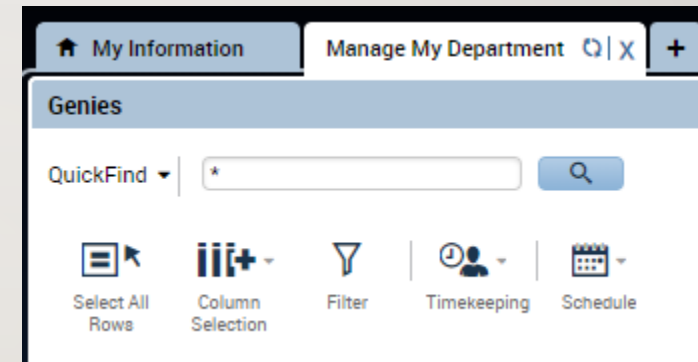 My Information
Manage My Department X +
Genies
QuickFind *
Select All Rows
Column Selection
Filter
Timekeeping
Schedule